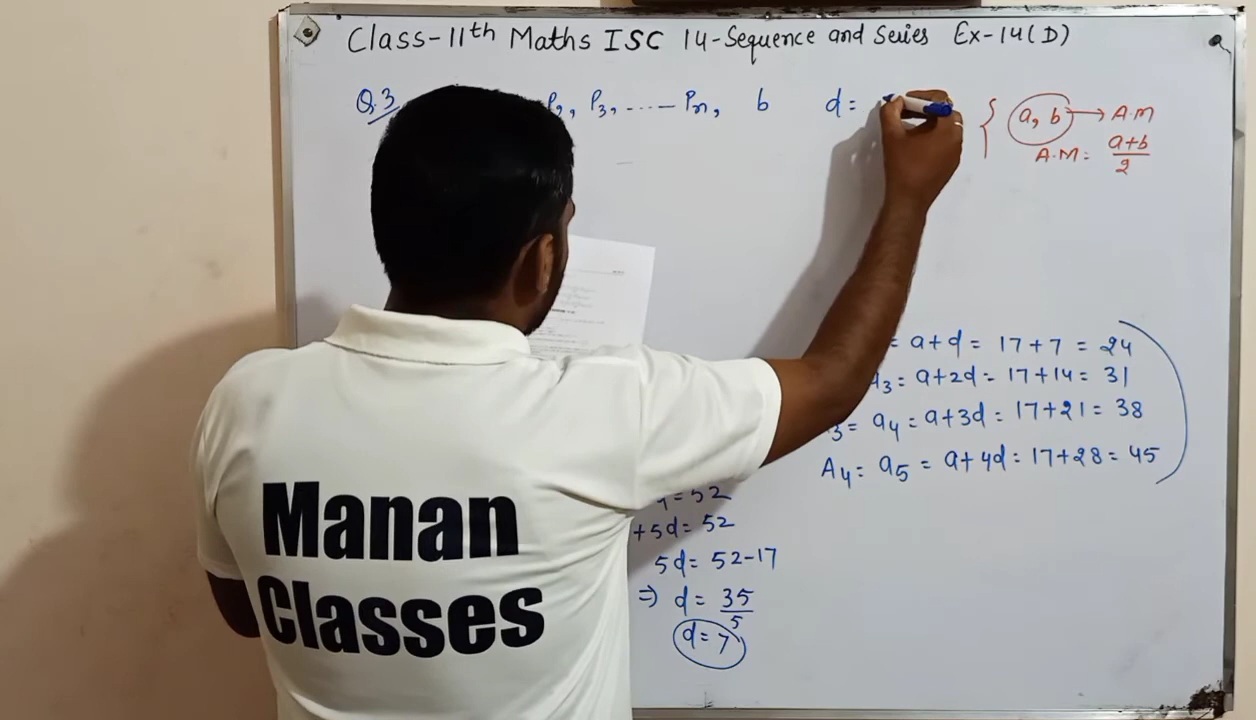 Class-11th Maths ISC 14-Sequence and Series Ex-14(D)
Q.3 P2, P3, ..... Pn, b d=
{ a, b → A.M
A.M = a+b/2
= a+d = 17+7 = 24
A3 = a+2d = 17+14 = 31
3 = a4 = a+3d = 17+21 = 38
A4 = a5 = a+4d = 17+28 = 45
= 52
+5d = 52
5d = 52-17
⇒ d = 35/5
d = 7
Manan
Classes